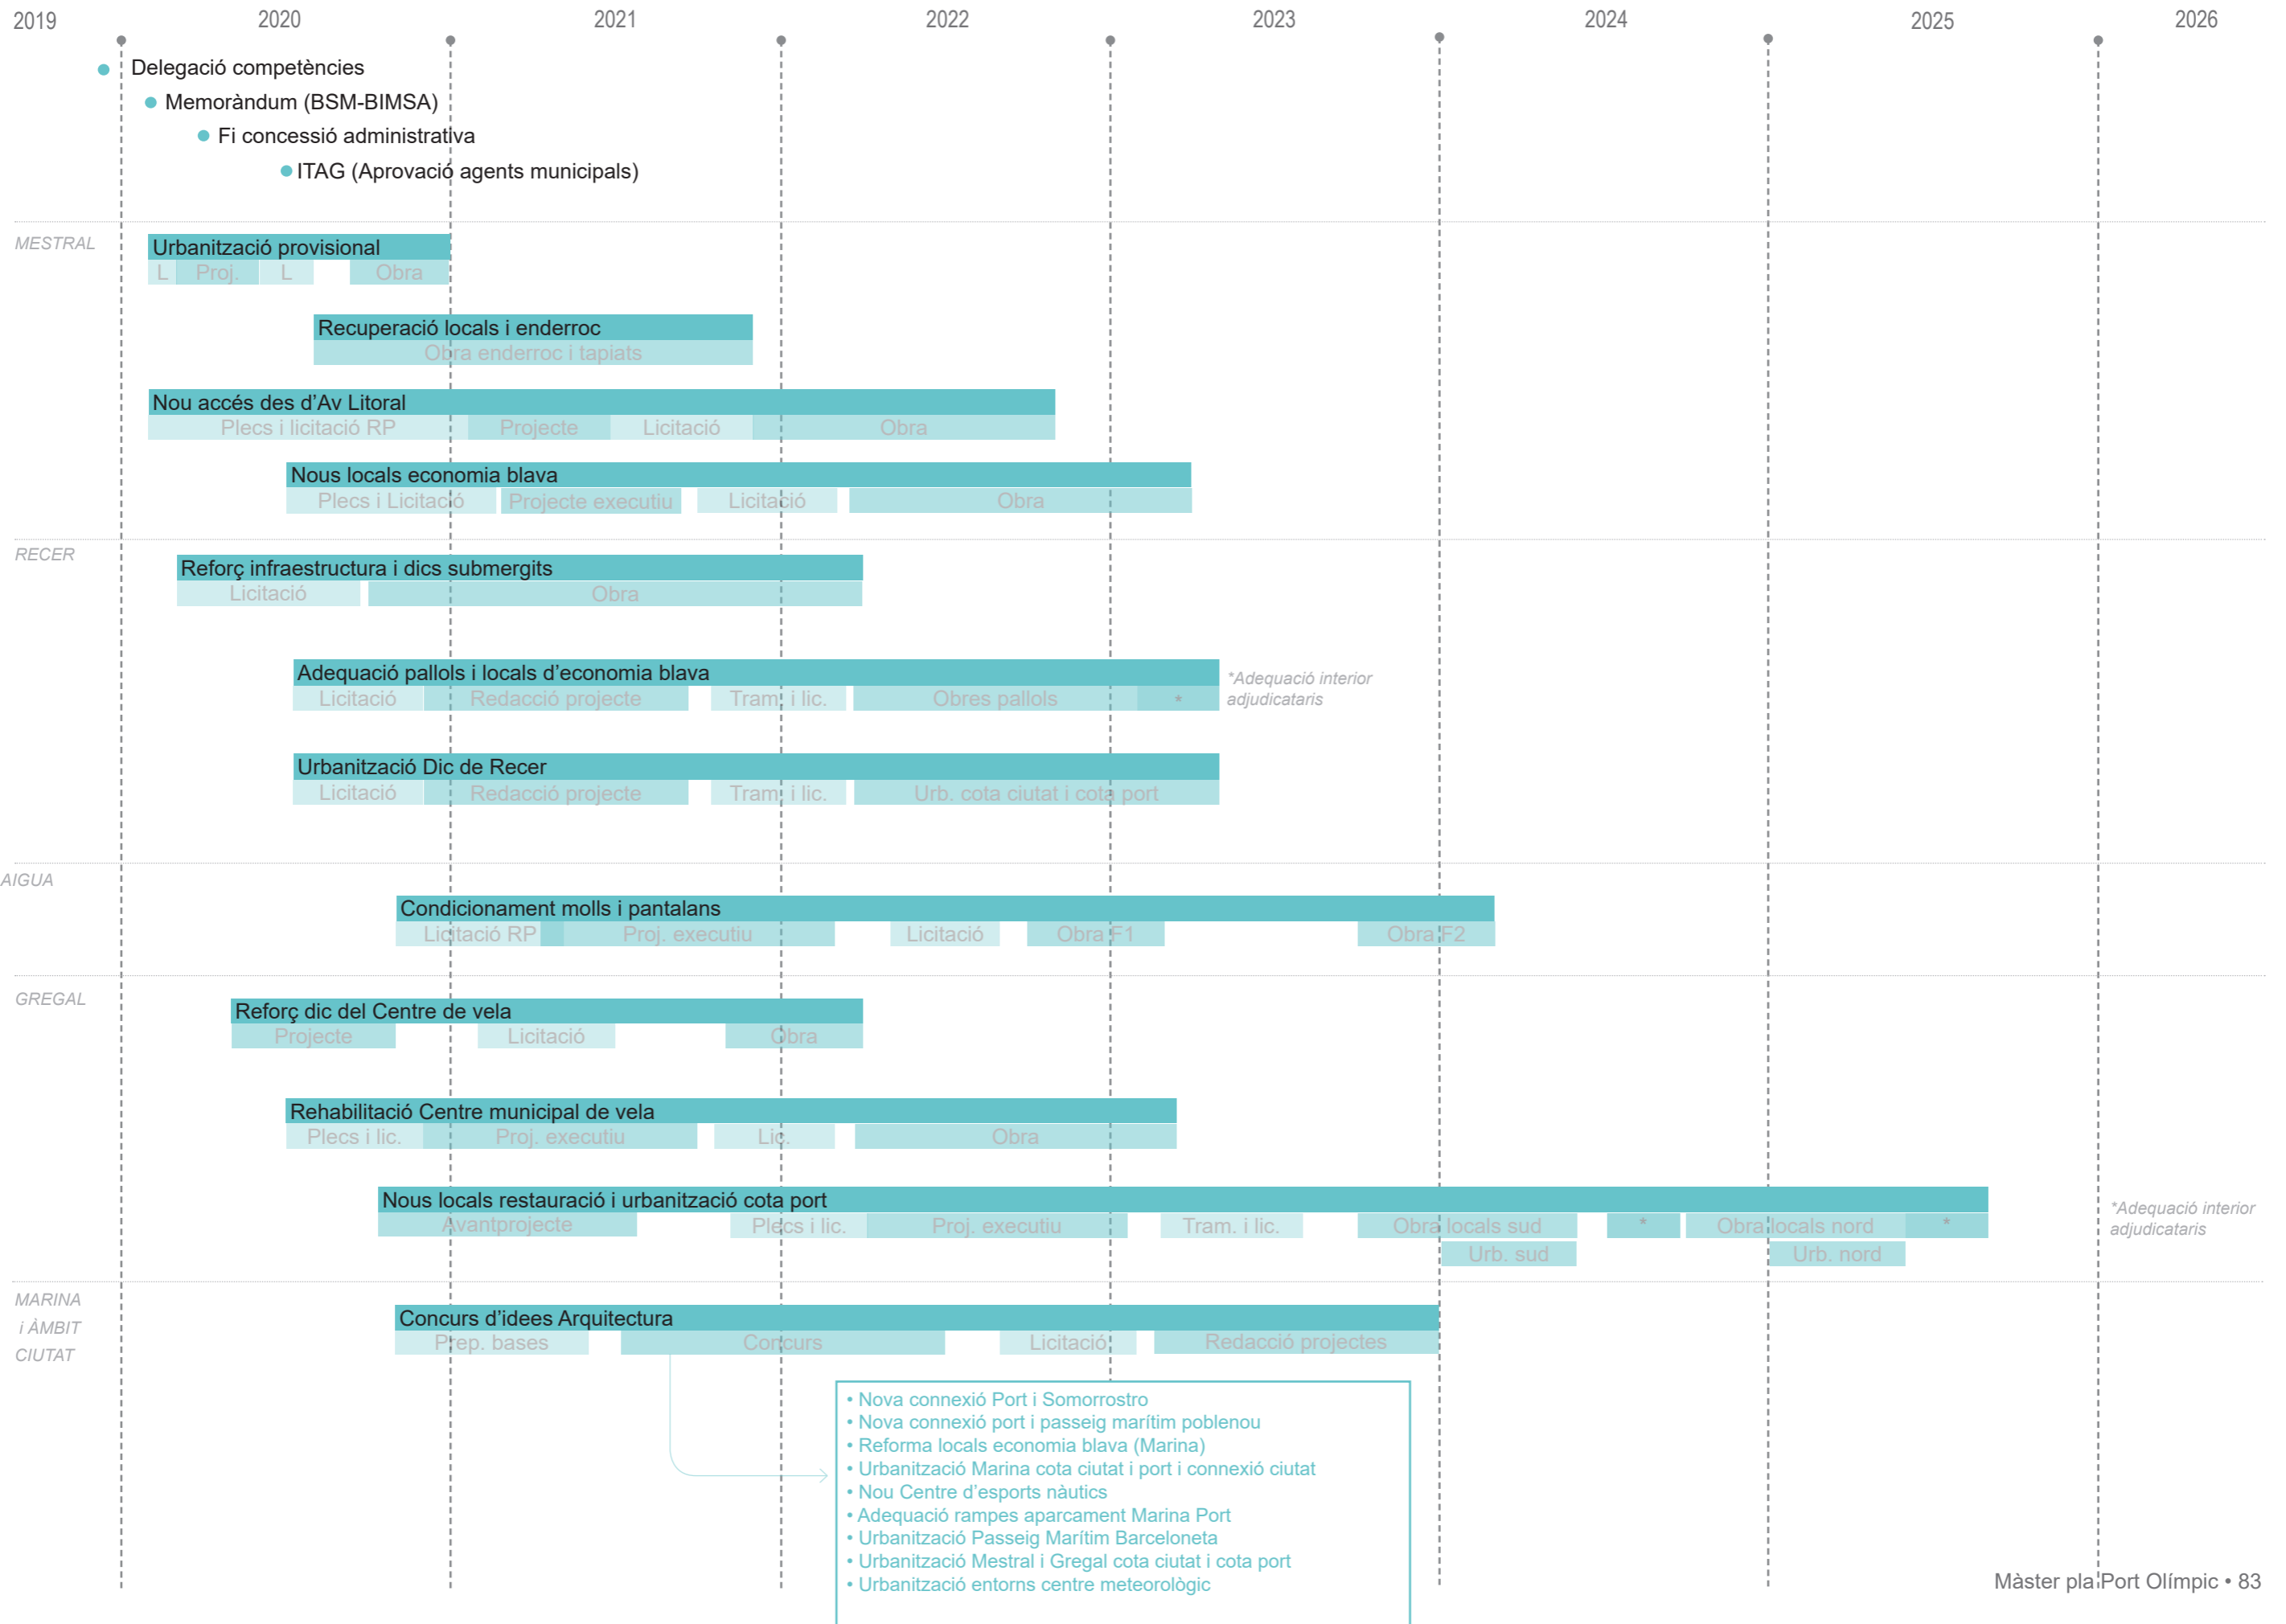 2019 2020 2021 2022 2023 2024 2025 2026
Delegació competències
Memoràndum (BSM-BIMSA)
Fi concessió administrativa
ITAG (Aprovació agents municipals)
MESTRAL
Urbanització provisional
L Proj. L Obra
Recuperació locals i enderroc
Obra enderroc i tapiats
Nou accés des d’Av Litoral
Plecs i licitació RP Projecte Licitació Obra
Nous locals economia blava
Plecs i Licitació Projecte executiu Licitació Obra
RECER
Reforç infraestructura i dics submergits
Licitació Obra
Adequació pallols i locals d’economia blava
Licitació Redacció projecte Tram. i lic. Obres pallols *
*Adequació interior
adjudicataris
Urbanització Dic de Recer
Licitació Redacció projecte Tram. i lic. Urb. cota ciutat i cota port
AIGUA
Condicionament molls i pantalans
Licitació RP Proj. executiu Licitació Obra F1 Obra F2
GREGAL
Reforç dic del Centre de vela
Projecte Licitació Obra
Rehabilitació Centre municipal de vela
Plecs i lic. Proj. executiu Lic. Obra
Nous locals restauració i urbanització cota port
Avantprojecte Plecs i lic. Proj. executiu Tram. i lic. Obra locals sud * Obra locals nord *
Urb. sud Urb. nord
*Adequació interior
adjudicataris
MARINA
i ÀMBIT
CIUTAT
Concurs d’idees Arquitectura
Prep. bases Concurs Licitació Redacció projectes
• Nova connexió Port i Somorrostro
• Nova connexió port i passeig marítim poblenou
• Reforma locals economia blava (Marina)
• Urbanització Marina cota ciutat i port i connexió ciutat
• Nou Centre d’esports nàutics
• Adequació rampes aparcament Marina Port
• Urbanització Passeig Marítim Barceloneta
• Urbanització Mestral i Gregal cota ciutat i cota port
• Urbanització entorns centre meteorològic
Màster pla Port Olímpic • 83